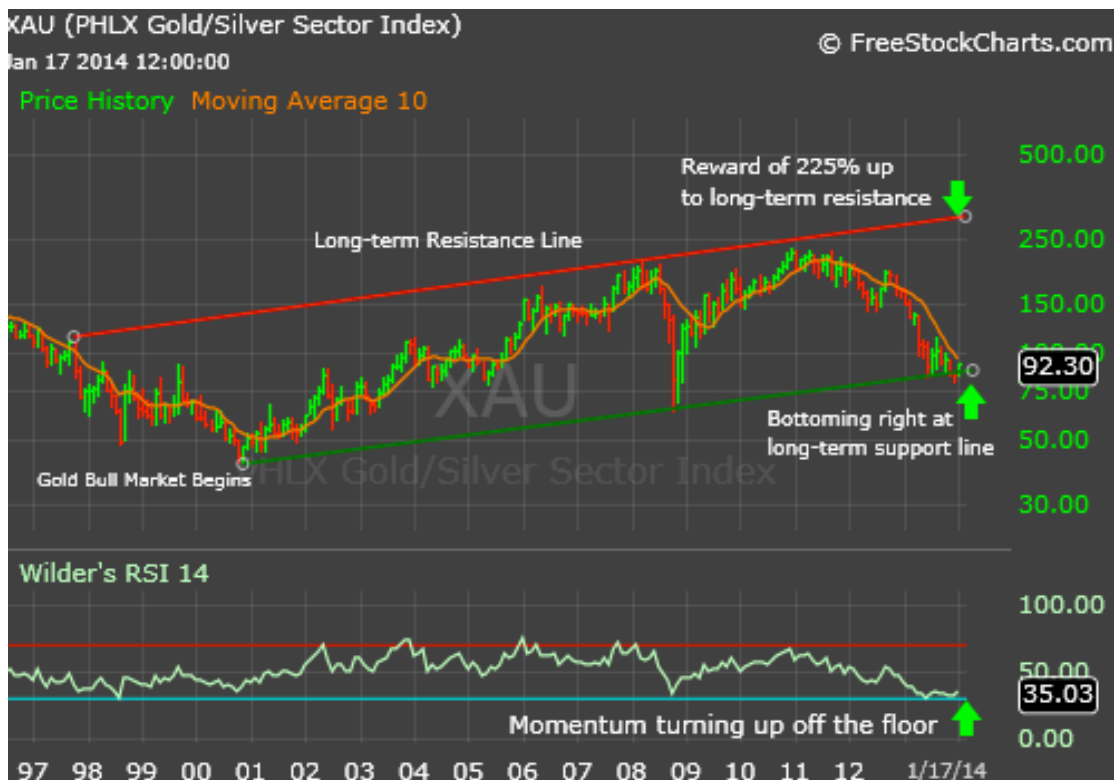 XAU (PHLX Gold/Silver Sector Index)
© FreeStockCharts.com
Jan 17 2014 12:00:00
Price History Moving Average 10
500.00
Reward of 225% up
to long-term resistance
Long-term Resistance Line
250.00
150.00
100.00
92.30
XAU
75.00
Bottoming right at
long-term support line
50.00
PHLX Gold/Silver Sector Index
Gold Bull Market Begins
30.00
Wilder's RSI 14
100.00
50.00
35.03
Momentum turning up off the floor
0.00
97 98 99 00 01 02 03 04 05 06 07 08 09 10 11 12 1/17/14